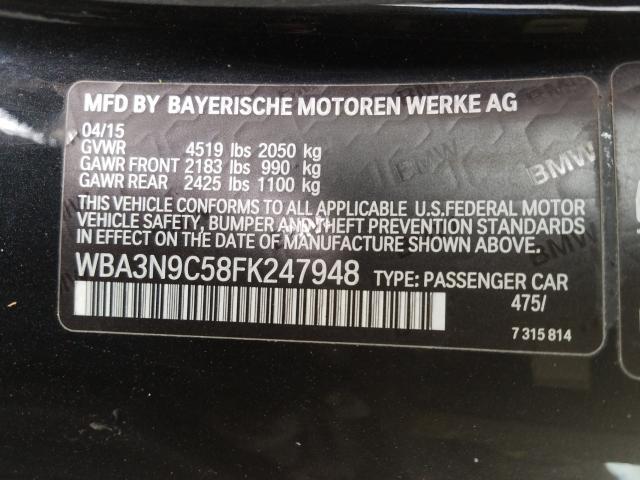 MFD BY BAYERISCHE MOTOREN WERKE AG
04/15
GVWR 4519 lbs 2050 kg
GAWR FRONT 2183 lbs 990 kg
GAWR REAR 2425 lbs 1100 kg
THIS VEHICLE CONFORMS TO ALL APPLICABLE U.S.FEDERAL MOTOR
VEHICLE SAFETY, BUMPER AND THEFT PREVENTION STANDARDS
IN EFFECT ON THE DATE OF MANUFACTURE SHOWN ABOVE.
WBA3N9C58FK247948 TYPE: PASSENGER CAR
475/
7 315 814
BMW
BMW